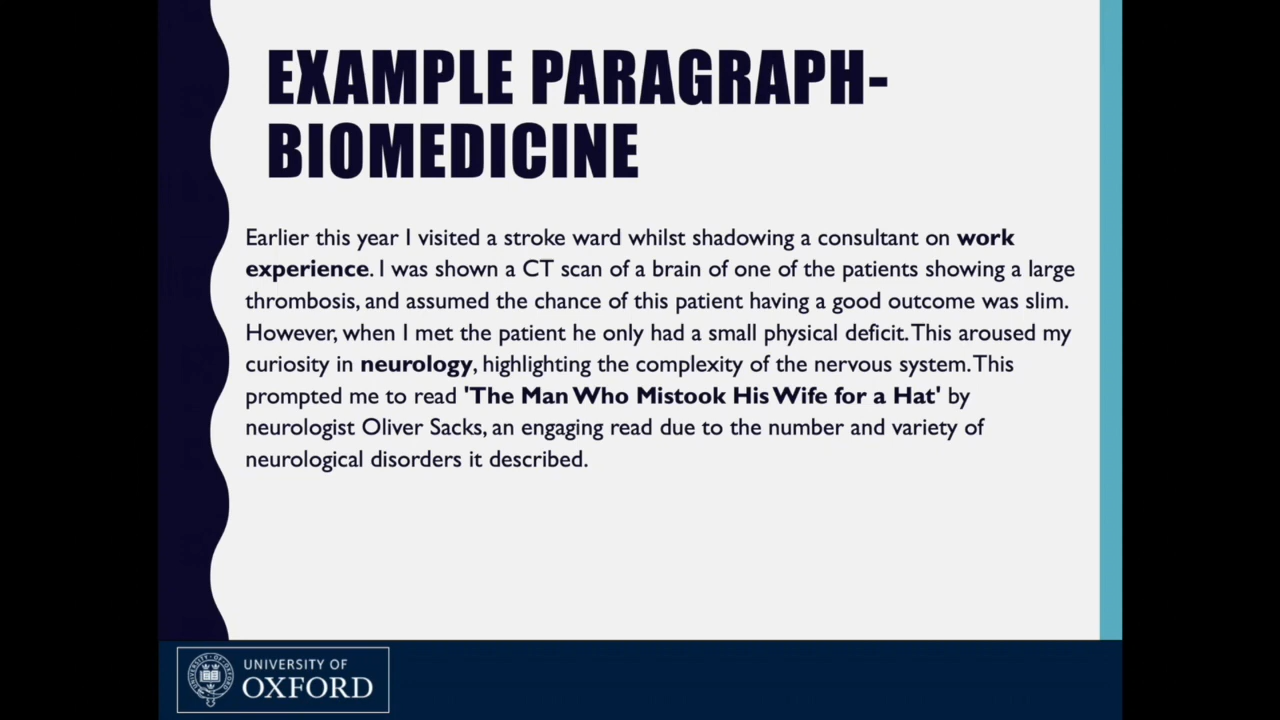 EXAMPLE PARAGRAPH-
BIOMEDICINE
Earlier this year I visited a stroke ward whilst shadowing a consultant on work
experience. I was shown a CT scan of a brain of one of the patients showing a large
thrombosis, and assumed the chance of this patient having a good outcome was slim.
However, when I met the patient he only had a small physical deficit. This aroused my
curiosity in neurology, highlighting the complexity of the nervous system. This
prompted me to read 'The Man Who Mistook His Wife for a Hat' by
neurologist Oliver Sacks, an engaging read due to the number and variety of
neurological disorders it described.
UNIVERSITY OF
OXFORD